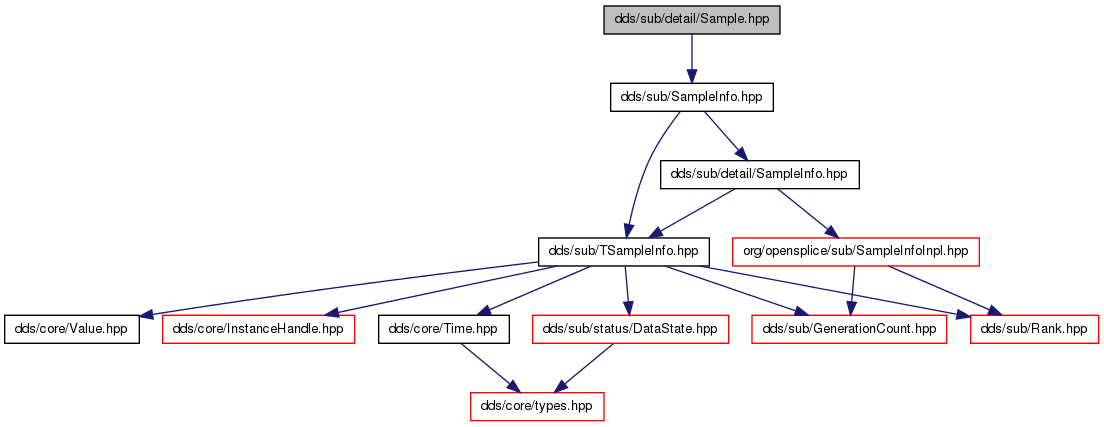 dds/sub/detail/Sample.hpp
dds/sub/SampleInfo.hpp
dds/sub/detail/SampleInfo.hpp
dds/sub/TSampleInfo.hpp
org/opensplice/sub/SampleInfoInpl.hpp
dds/core/Value.hpp
dds/core/InstanceHandle.hpp
dds/core/Time.hpp
dds/sub/status/DataState.hpp
dds/sub/GenerationCount.hpp
dds/sub/Rank.hpp
dds/core/types.hpp